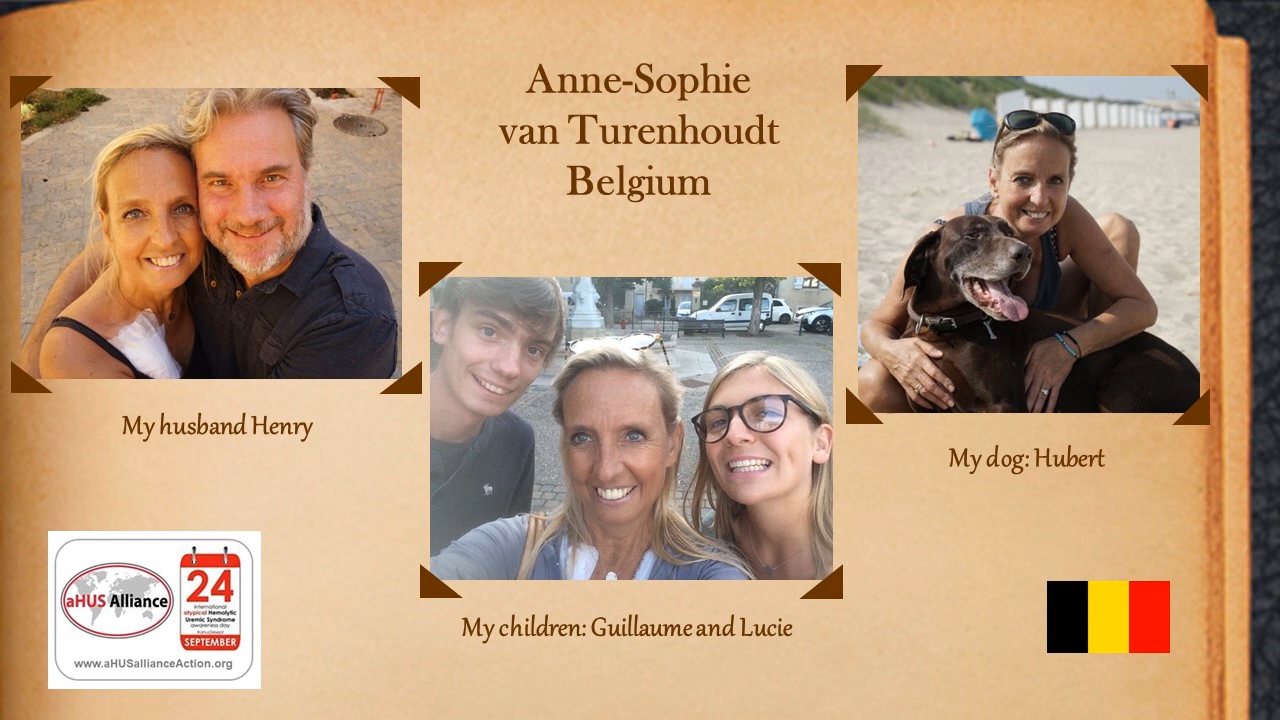 Anne-Sophie
van Turenhoudt
Belgium
My husband Henry
My dog: Hubert
My children: Guillaume and Lucie
aHUS Alliance
24
international
atypical Hemolytic
Uremic Syndrome
awareness day
#ahus24sept
SEPTEMBER
www.aHUSallianceAction.org